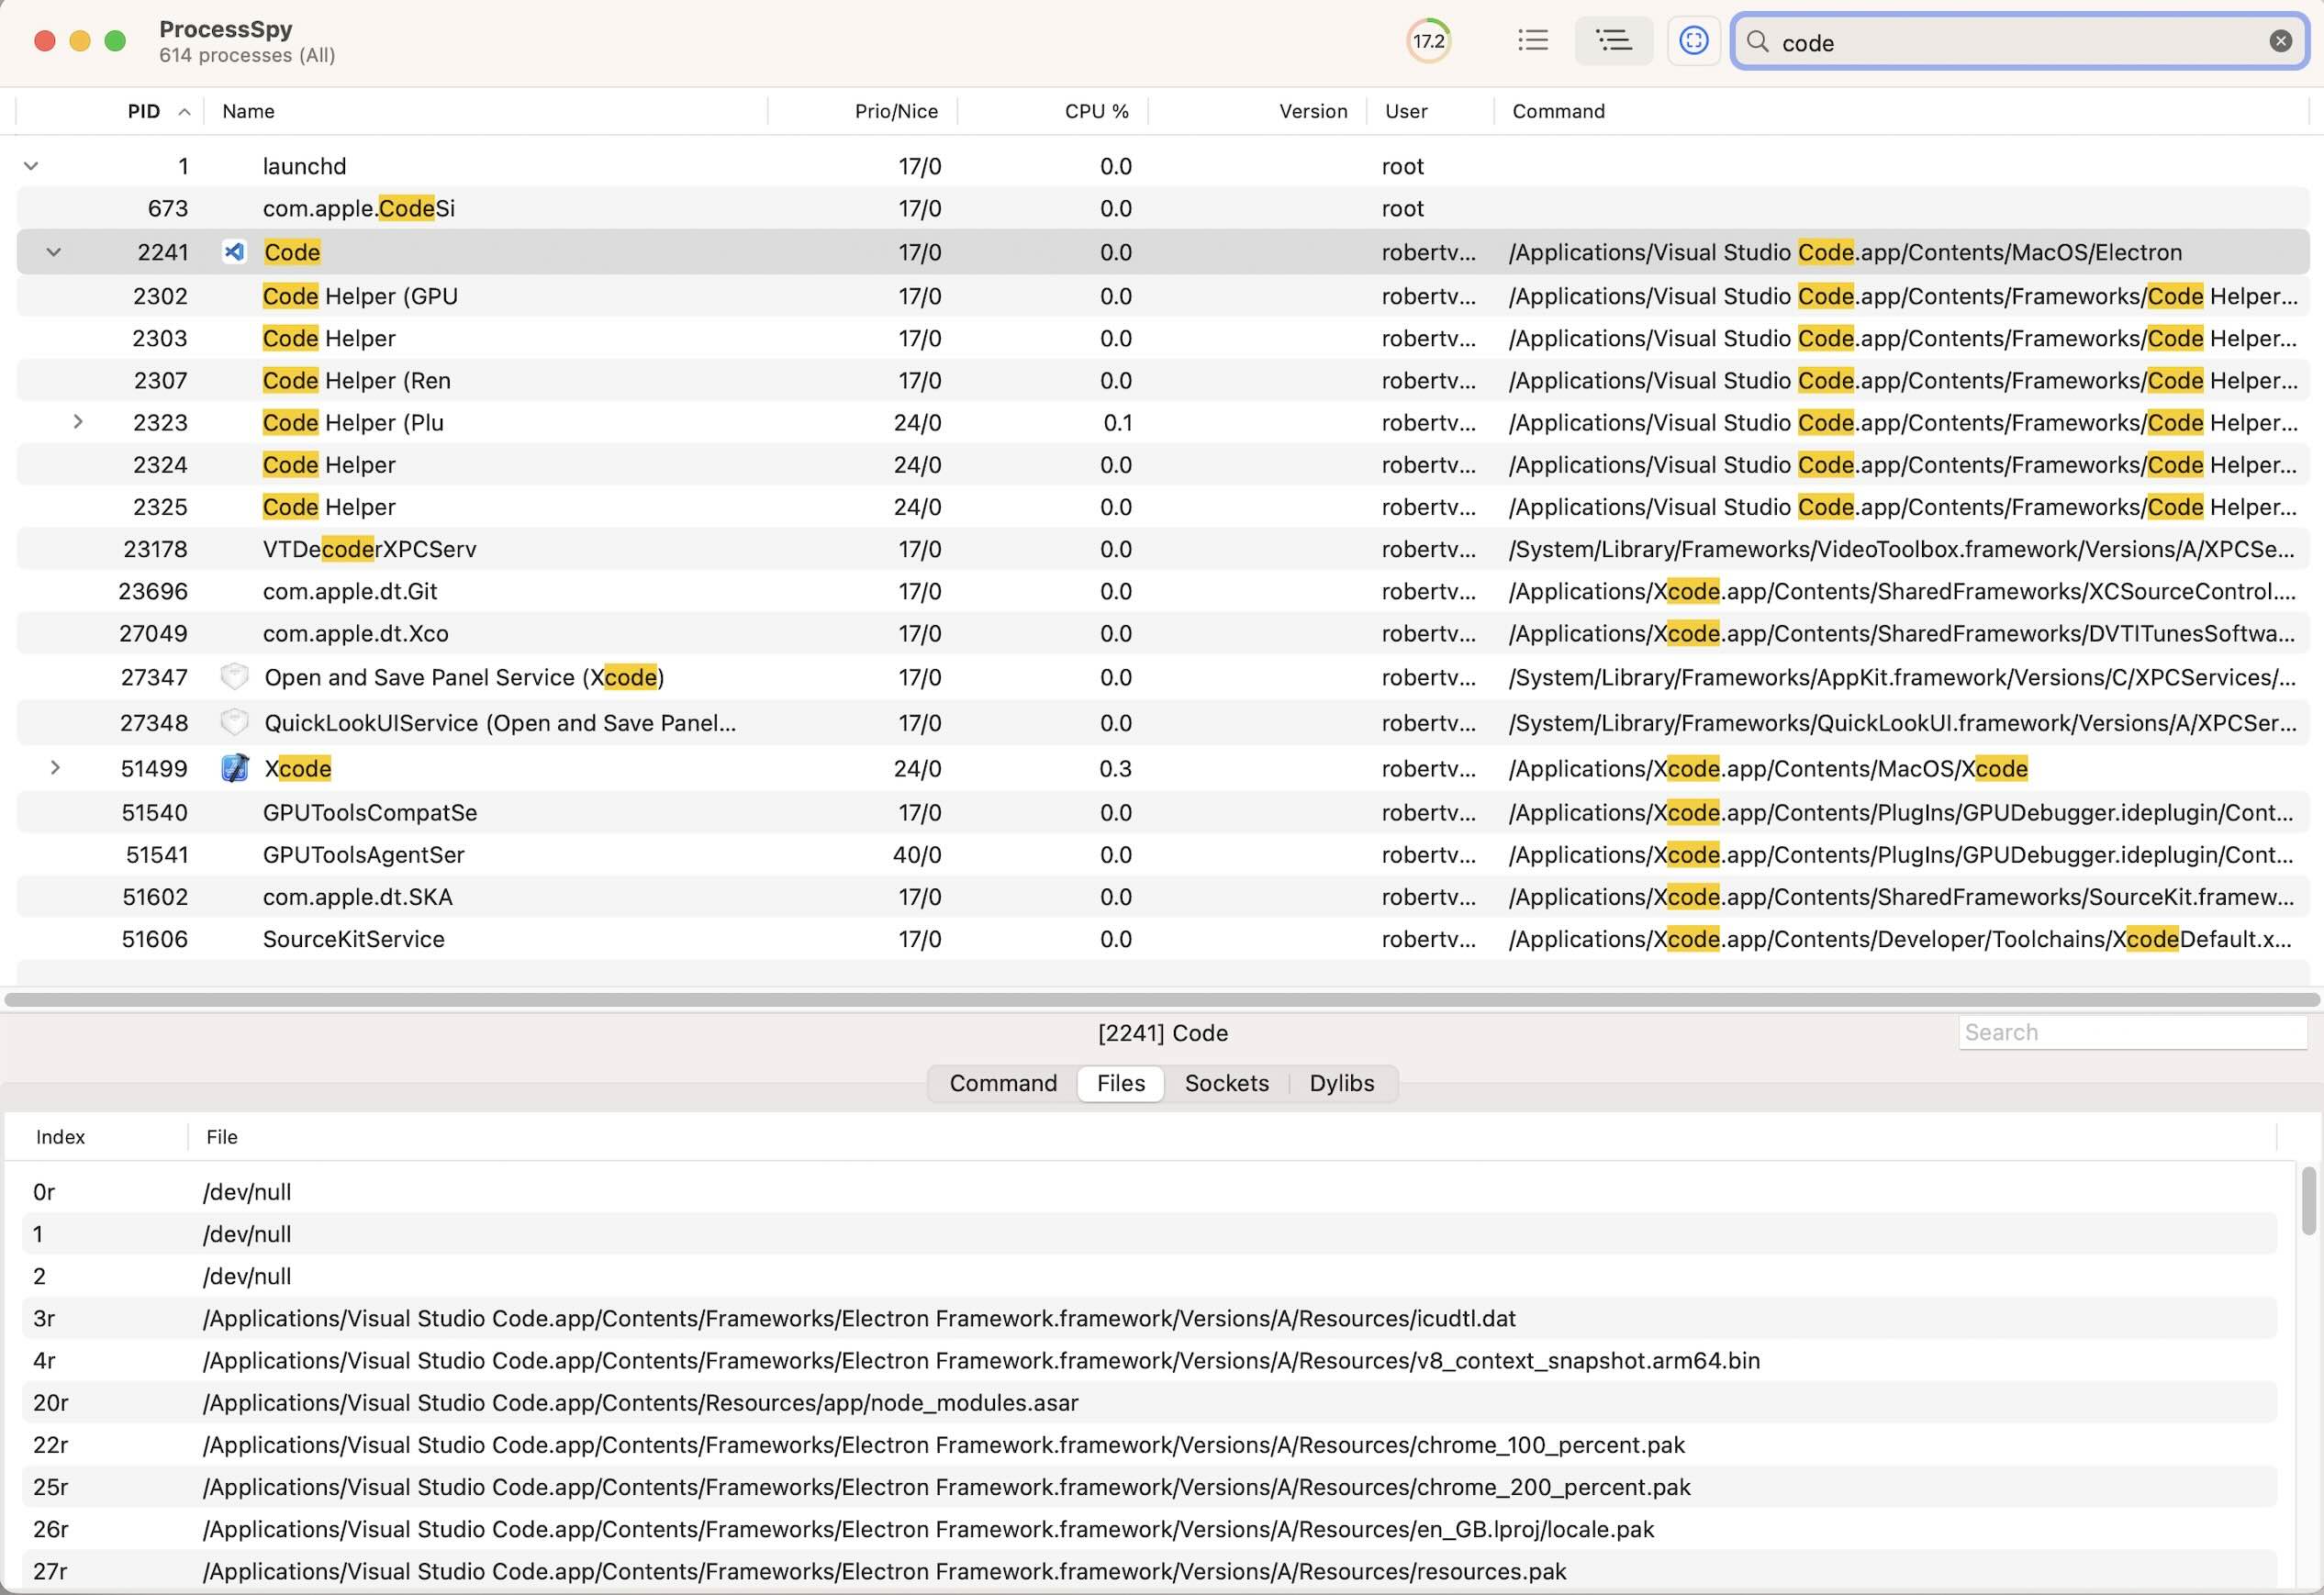 ProcessSpy
614 processes (All)
17.2
code
PID Name Prio/Nice CPU % Version User Command
1 launchd 17/0 0.0 root
673 com.apple.CodeSi 17/0 0.0 root
2241 Code 17/0 0.0 robertv... /Applications/Visual Studio Code.app/Contents/MacOS/Electron
2302 Code Helper (GPU 17/0 0.0 robertv... /Applications/Visual Studio Code.app/Contents/Frameworks/Code Helper...
2303 Code Helper 17/0 0.0 robertv... /Applications/Visual Studio Code.app/Contents/Frameworks/Code Helper...
2307 Code Helper (Ren 17/0 0.0 robertv... /Applications/Visual Studio Code.app/Contents/Frameworks/Code Helper...
2323 Code Helper (Plu 24/0 0.1 robertv... /Applications/Visual Studio Code.app/Contents/Frameworks/Code Helper...
2324 Code Helper 24/0 0.0 robertv... /Applications/Visual Studio Code.app/Contents/Frameworks/Code Helper...
2325 Code Helper 24/0 0.0 robertv... /Applications/Visual Studio Code.app/Contents/Frameworks/Code Helper...
23178 VTDecoderXPCServ 17/0 0.0 robertv... /System/Library/Frameworks/VideoToolbox.framework/Versions/A/XPCSe...
23696 com.apple.dt.Git 17/0 0.0 robertv... /Applications/Xcode.app/Contents/SharedFrameworks/XCSourceControl....
27049 com.apple.dt.Xco 17/0 0.0 robertv... /Applications/Xcode.app/Contents/SharedFrameworks/DVTITunesSoftwa...
27347 Open and Save Panel Service (Xcode) 17/0 0.0 robertv... /System/Library/Frameworks/AppKit.framework/Versions/C/XPCServices/...
27348 QuickLookUIService (Open and Save Panel... 17/0 0.0 robertv... /System/Library/Frameworks/QuickLookUI.framework/Versions/A/XPCSer...
51499 Xcode 24/0 0.3 robertv... /Applications/Xcode.app/Contents/MacOS/Xcode
51540 GPUToolsCompatSe 17/0 0.0 robertv... /Applications/Xcode.app/Contents/PlugIns/GPUDebugger.ideplugin/Cont...
51541 GPUToolsAgentSer 40/0 0.0 robertv... /Applications/Xcode.app/Contents/PlugIns/GPUDebugger.ideplugin/Cont...
51602 com.apple.dt.SKA 17/0 0.0 robertv... /Applications/Xcode.app/Contents/SharedFrameworks/SourceKit.framew...
51606 SourceKitService 17/0 0.0 robertv... /Applications/Xcode.app/Contents/Developer/Toolchains/XcodeDefault.x...
[2241] Code
Search
Command Files Sockets Dylibs
Index File
0r /dev/null
1 /dev/null
2 /dev/null
3r /Applications/Visual Studio Code.app/Contents/Frameworks/Electron Framework.framework/Versions/A/Resources/icudtl.dat
4r /Applications/Visual Studio Code.app/Contents/Frameworks/Electron Framework.framework/Versions/A/Resources/v8_context_snapshot.arm64.bin
20r /Applications/Visual Studio Code.app/Contents/Resources/app/node_modules.asar
22r /Applications/Visual Studio Code.app/Contents/Frameworks/Electron Framework.framework/Versions/A/Resources/chrome_100_percent.pak
25r /Applications/Visual Studio Code.app/Contents/Frameworks/Electron Framework.framework/Versions/A/Resources/chrome_200_percent.pak
26r /Applications/Visual Studio Code.app/Contents/Frameworks/Electron Framework.framework/Versions/A/Resources/en_GB.lproj/locale.pak
27r /Applications/Visual Studio Code.app/Contents/Frameworks/Electron Framework.framework/Versions/A/Resources/resources.pak